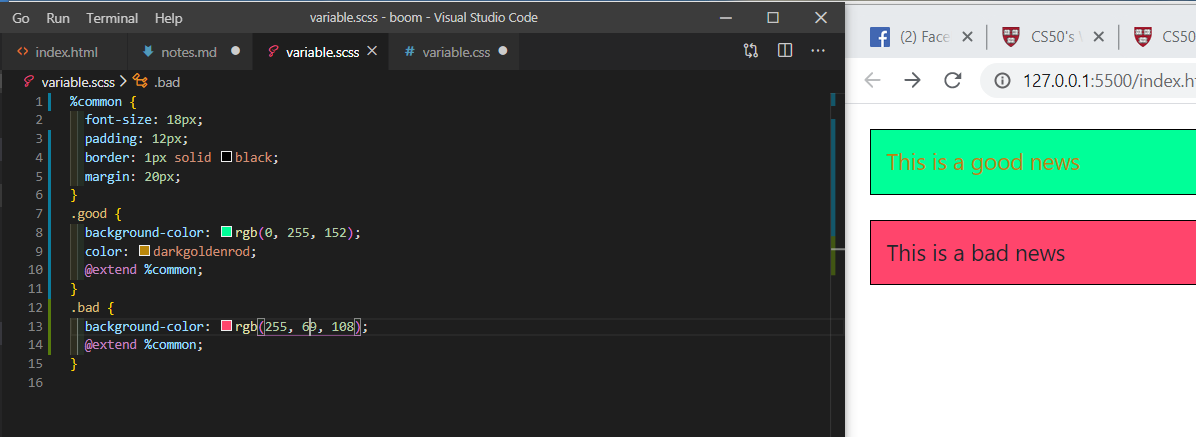 Go Run Terminal Help variable.scss - boom - Visual Studio Code
index.html notes.md variable.scss # variable.css
variable.scss > .bad
1 %common {
2 font-size: 18px;
3 padding: 12px;
4 border: 1px solid black;
5 margin: 20px;
6 }
7 .good {
8 background-color: rgb(0, 255, 152);
9 color: darkgoldenrod;
10 @extend %common;
11 }
12 .bad {
13 background-color: rgb(255, 69, 108);
14 @extend %common;
15 }
16
(2) Face CS50's CS50
127.0.0.1:5500/index.h
This is a good news
This is a bad news